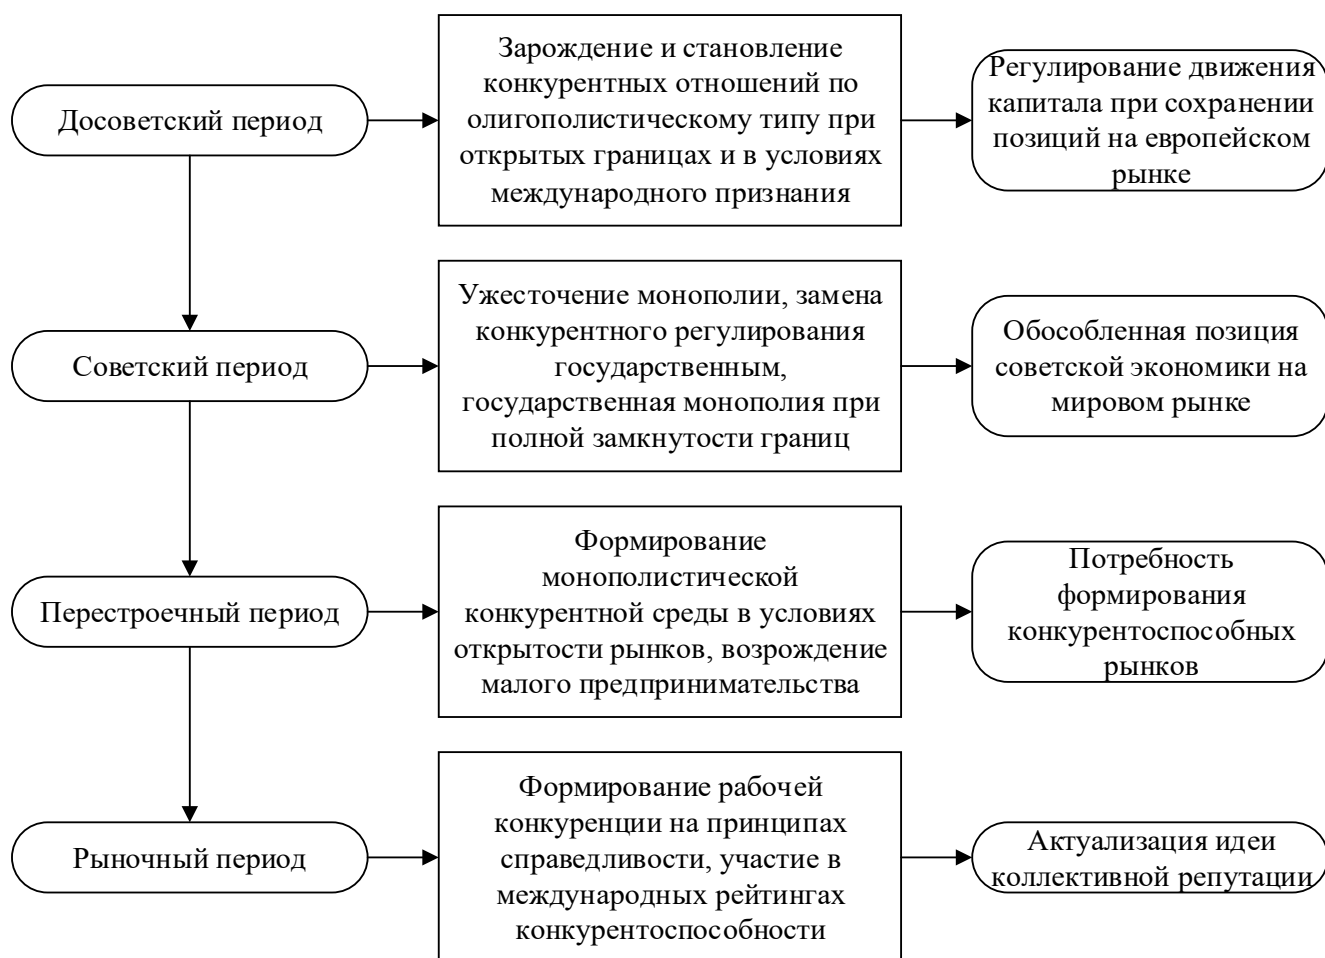 Досоветский период
Зарождение и становление
конкурентных отношений по
олигополистическому типу при
открытых границах и в условиях
международного признания
Регулирование движения
капитала при сохранении
позиций на европейском
рынке
Советский период
Ужесточение монополии, замена
конкурентного регулирования
государственным,
государственная монополия при
полной замкнутости границ
Обособленная позиция
советской экономики на
мировом рынке
Перестроечный период
Формирование
монополистической
конкурентной среды в условиях
открытости рынков, возрождение
малого предпринимательства
Потребность
формирования
конкурентоспособных
рынков
Рыночный период
Формирование рабочей
конкуренции на принципах
справедливости, участие в
международных рейтингах
конкурентоспособности
Актуализация идеи
коллективной репутации